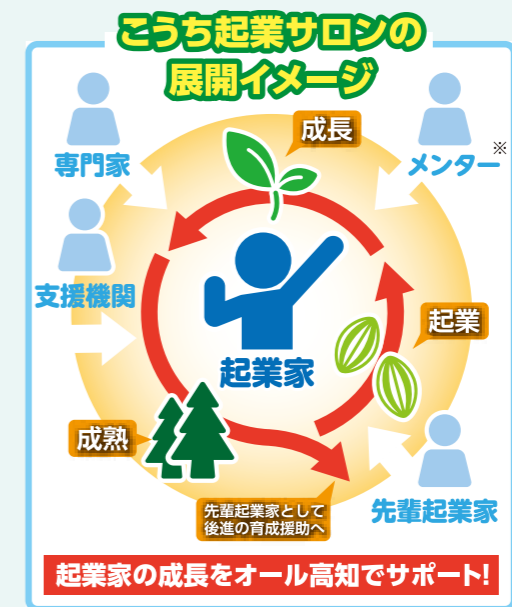 こうち起業サロンの
展開イメージ
成長
専門家
メンター※
支援機関
起業
起業家
成熟
先輩起業家として
後進の育成援助へ
先輩起業家
起業家の成長をオール高知でサポート!